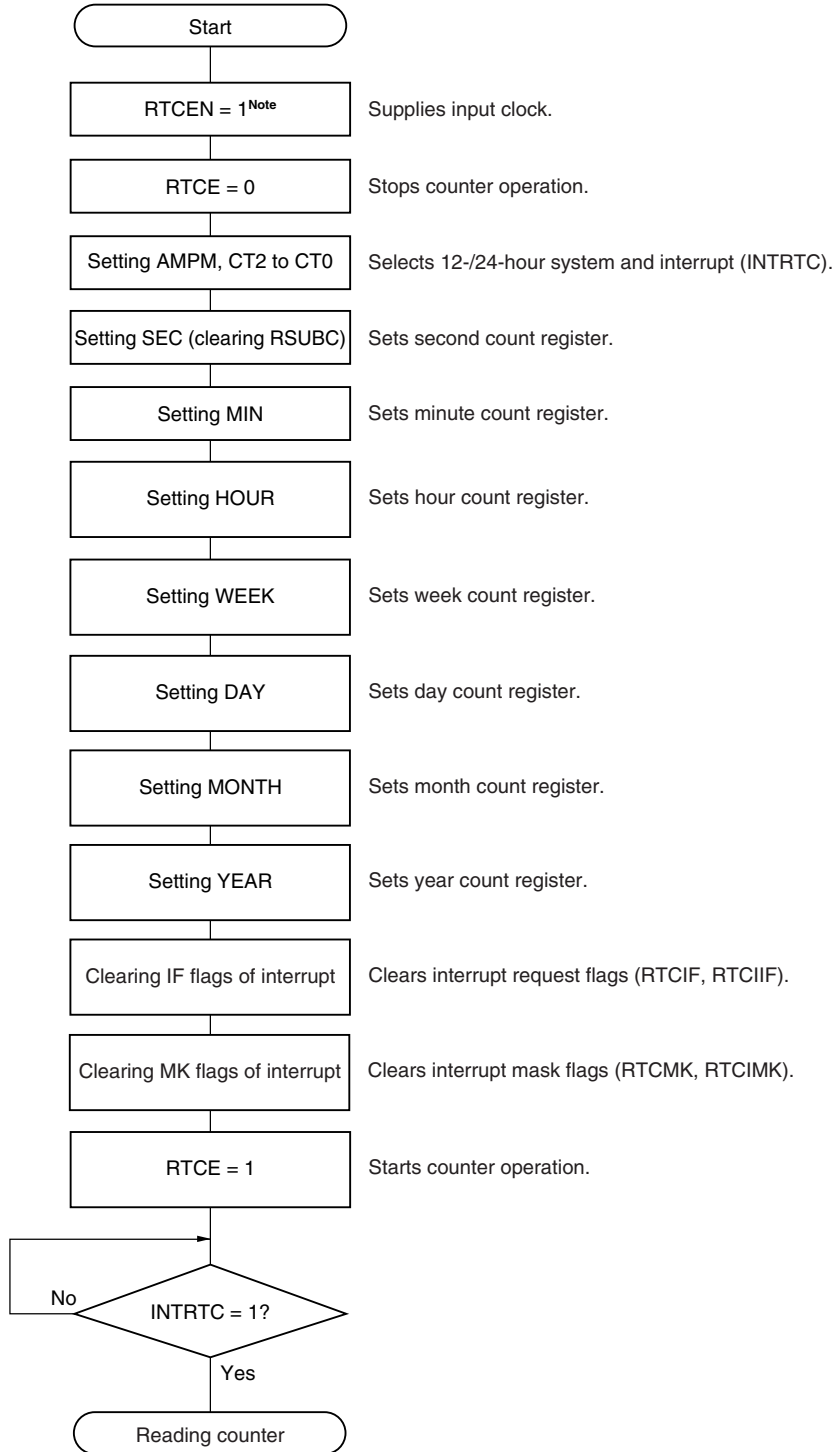 Start
RTCEN = 1Note
Supplies input clock.
RTCE = 0
Stops counter operation.
Setting AMPM, CT2 to CT0
Selects 12-/24-hour system and interrupt (INTRTC).
Setting SEC (clearing RSUBC)
Sets second count register.
Setting MIN
Sets minute count register.
Setting HOUR
Sets hour count register.
Setting WEEK
Sets week count register.
Setting DAY
Sets day count register.
Setting MONTH
Sets month count register.
Setting YEAR
Sets year count register.
Clearing IF flags of interrupt
Clears interrupt request flags (RTCIF, RTCIIF).
Clearing MK flags of interrupt
Clears interrupt mask flags (RTCMK, RTCIMK).
RTCE = 1
Starts counter operation.
No
INTRTC = 1?
Yes
Reading counter